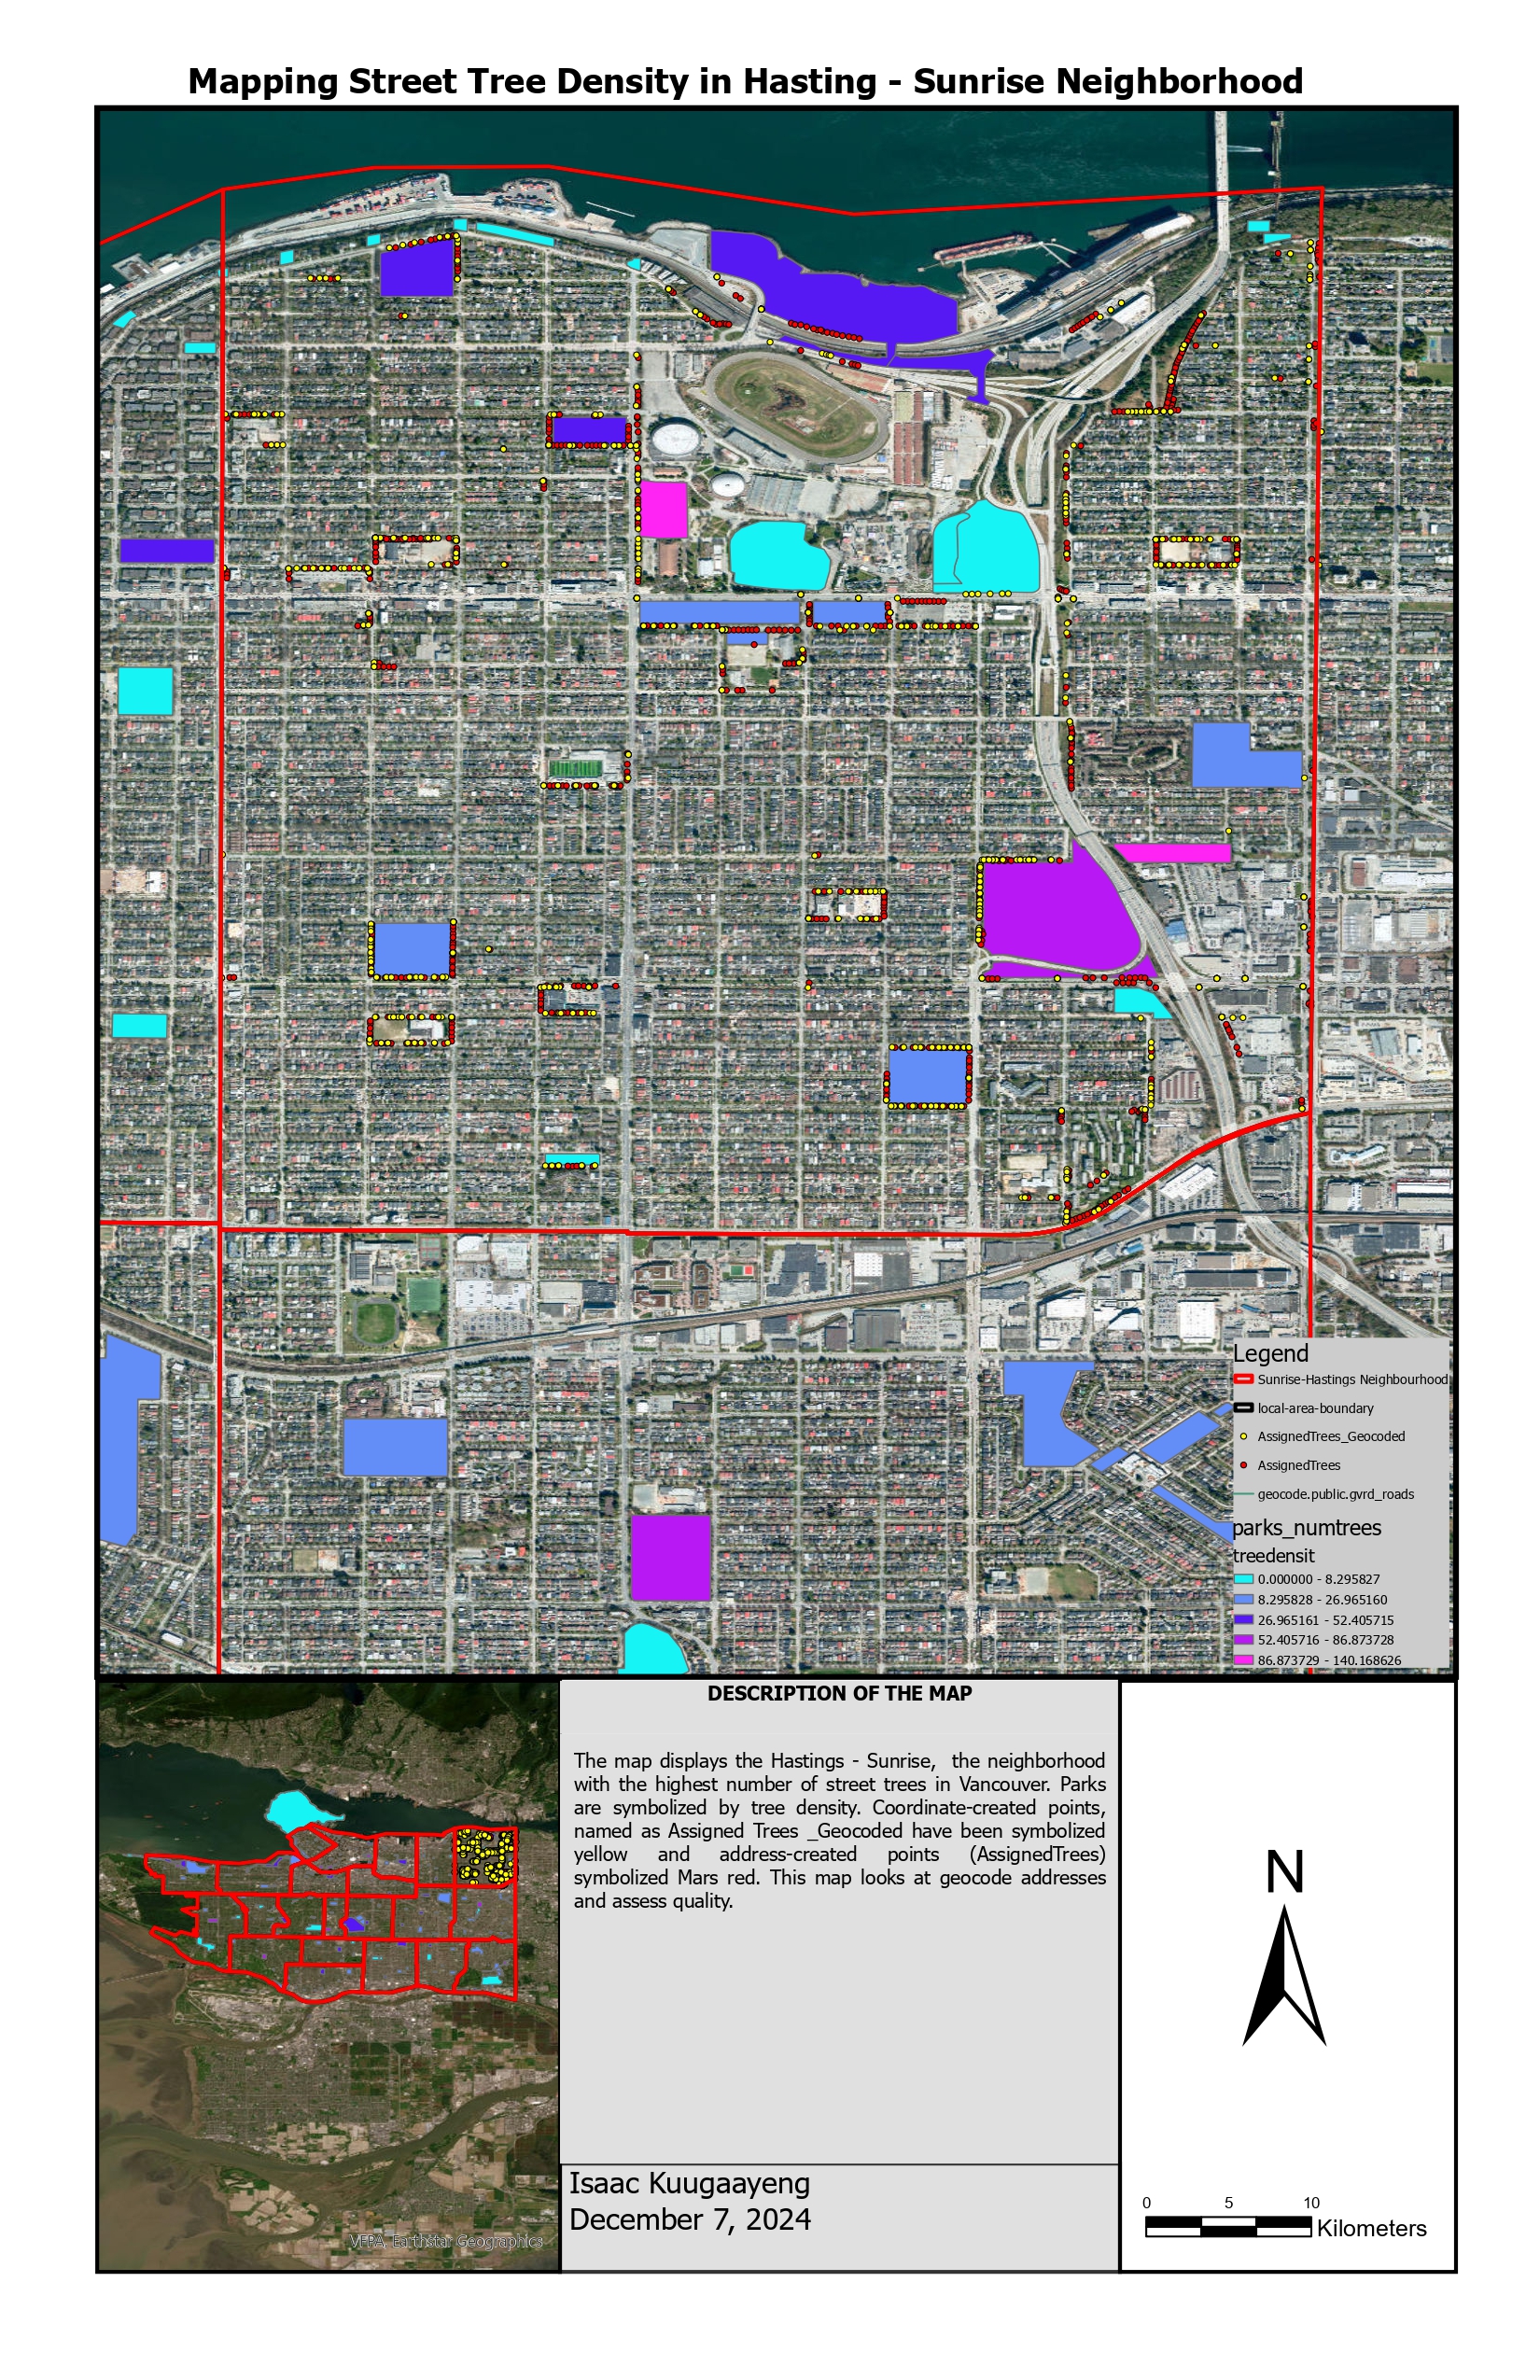 Mapping Street Tree Density in Hasting - Sunrise Neighborhood
Legend
Sunrise-Hastings Neighbourhood
local-area-boundary
AssignedTrees_Geocoded
AssignedTrees
geocode.public.gvrd_roads
parks_numtrees
treedensit
0.000000 - 8.295827
8.295828 - 26.965160
26.965161 - 52.405715
52.405716 - 86.873728
86.873729 - 140.168626
DESCRIPTION OF THE MAP
The map displays the Hastings - Sunrise, the neighborhood
with the highest number of street trees in Vancouver. Parks
are symbolized by tree density. Coordinate-created points,
named as Assigned Trees _Geocoded have been symbolized
yellow and address-created points (AssignedTrees)
symbolized Mars red. This map looks at geocode addresses
and assess quality.
Isaac Kuugaayeng
December 7, 2024
VFPA, Earthstar Geographics
N
0 5 10
Kilometers